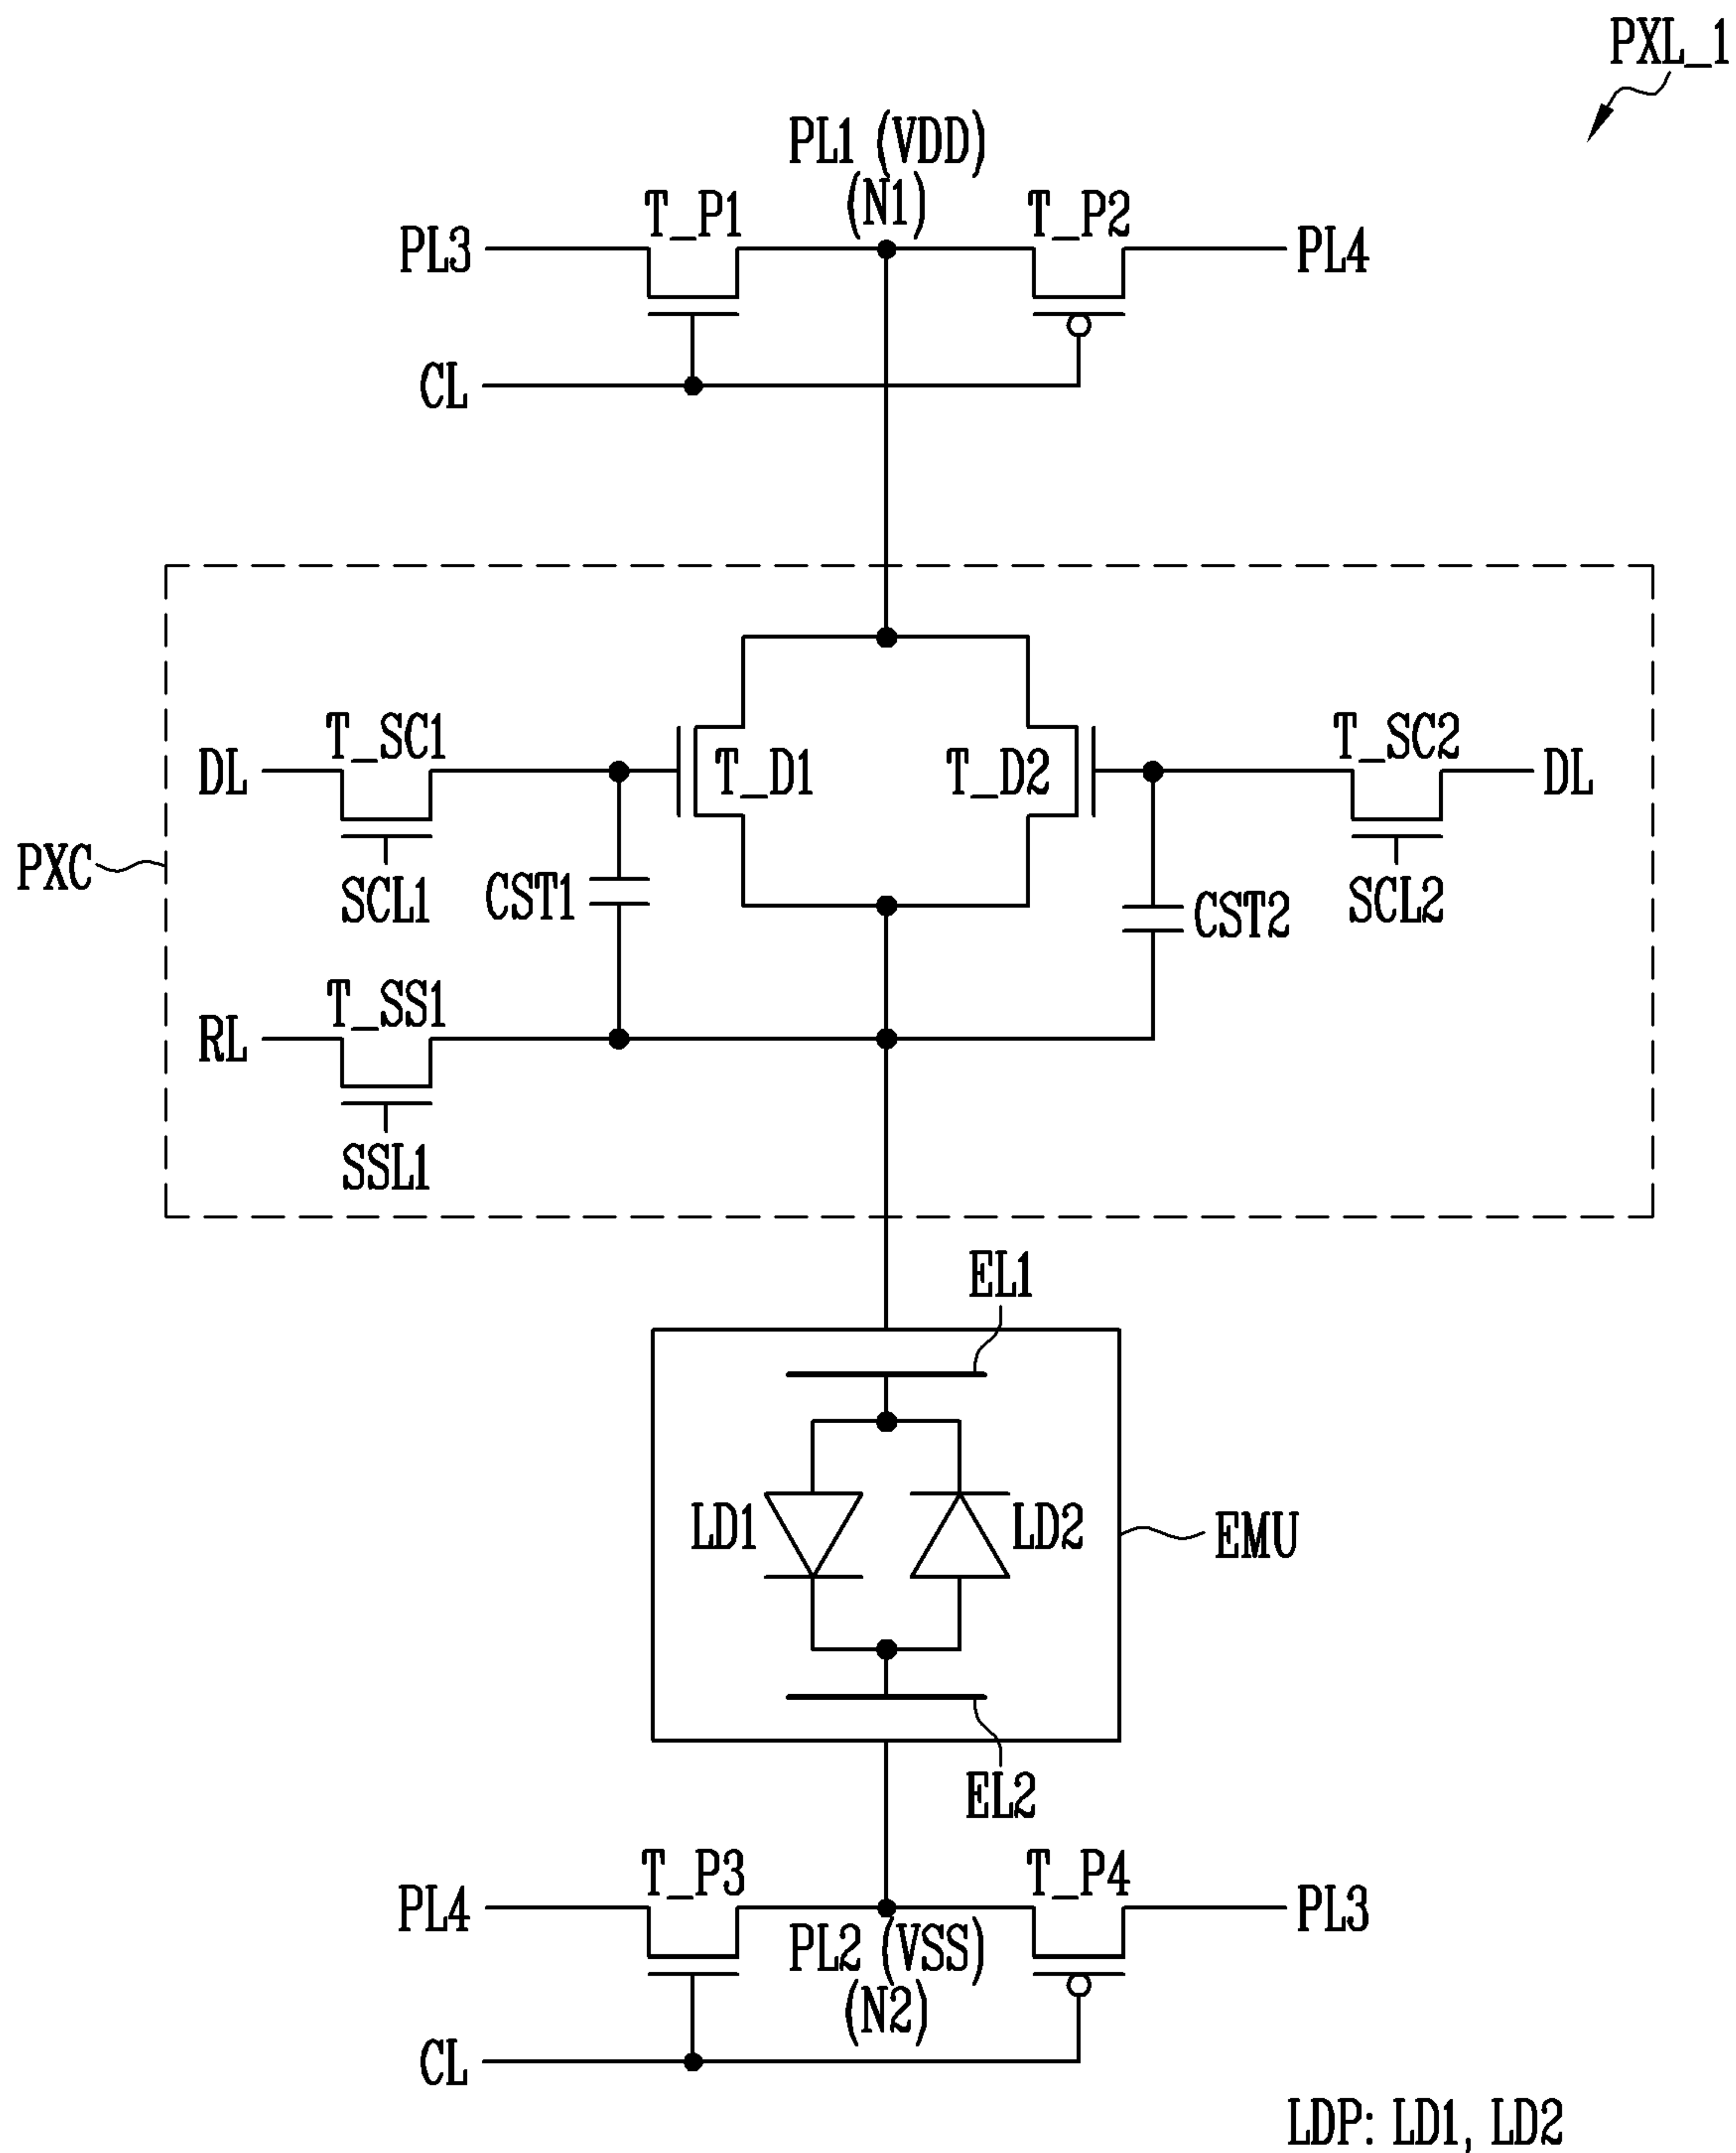 PXL_1
PL1 (VDD)
(N1)
T_P1
T_P2
PL3
PL4
CL
T_SC1
T_D1
T_D2
T_SC2
DL
DL
PXC
SCL1
CST1
CST2
SCL2
T_SS1
RL
SSL1
EL1
LD1
LD2
EMU
EL2
T_P3
T_P4
PL4
PL3
PL2 (VSS)
(N2)
CL
LDP: LD1, LD2